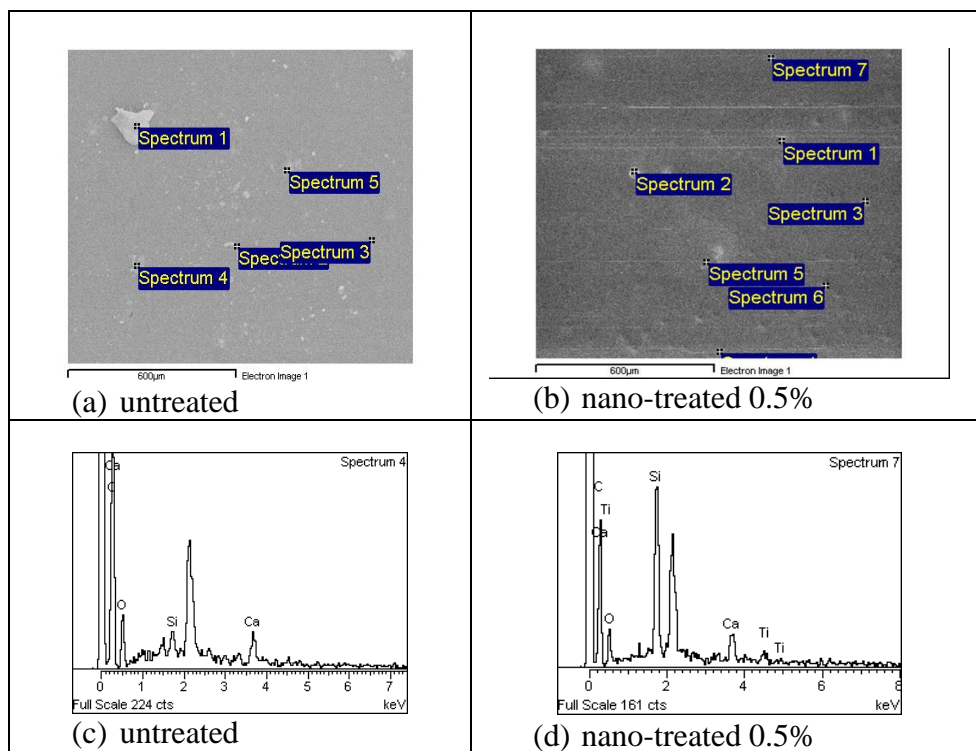 Spectrum 1
Spectrum 5
Spectrum 3
Spectrum 4
600µm Electron Image 1
(a) untreated
Spectrum 7
Spectrum 1
Spectrum 2
Spectrum 3
Spectrum 5
Spectrum 6
600µm Electron Image 1
(b) nano-treated 0.5%
Spectrum 4
Ca
C
O
Si
Ca
0 1 2 3 4 5 6 7
Full Scale 224 cts keV
(c) untreated
Spectrum 7
C
Si
Ti
Ca
O
Ca
Ti
Ti
0 2 4 6 8
Full Scale 161 cts keV
(d) nano-treated 0.5%